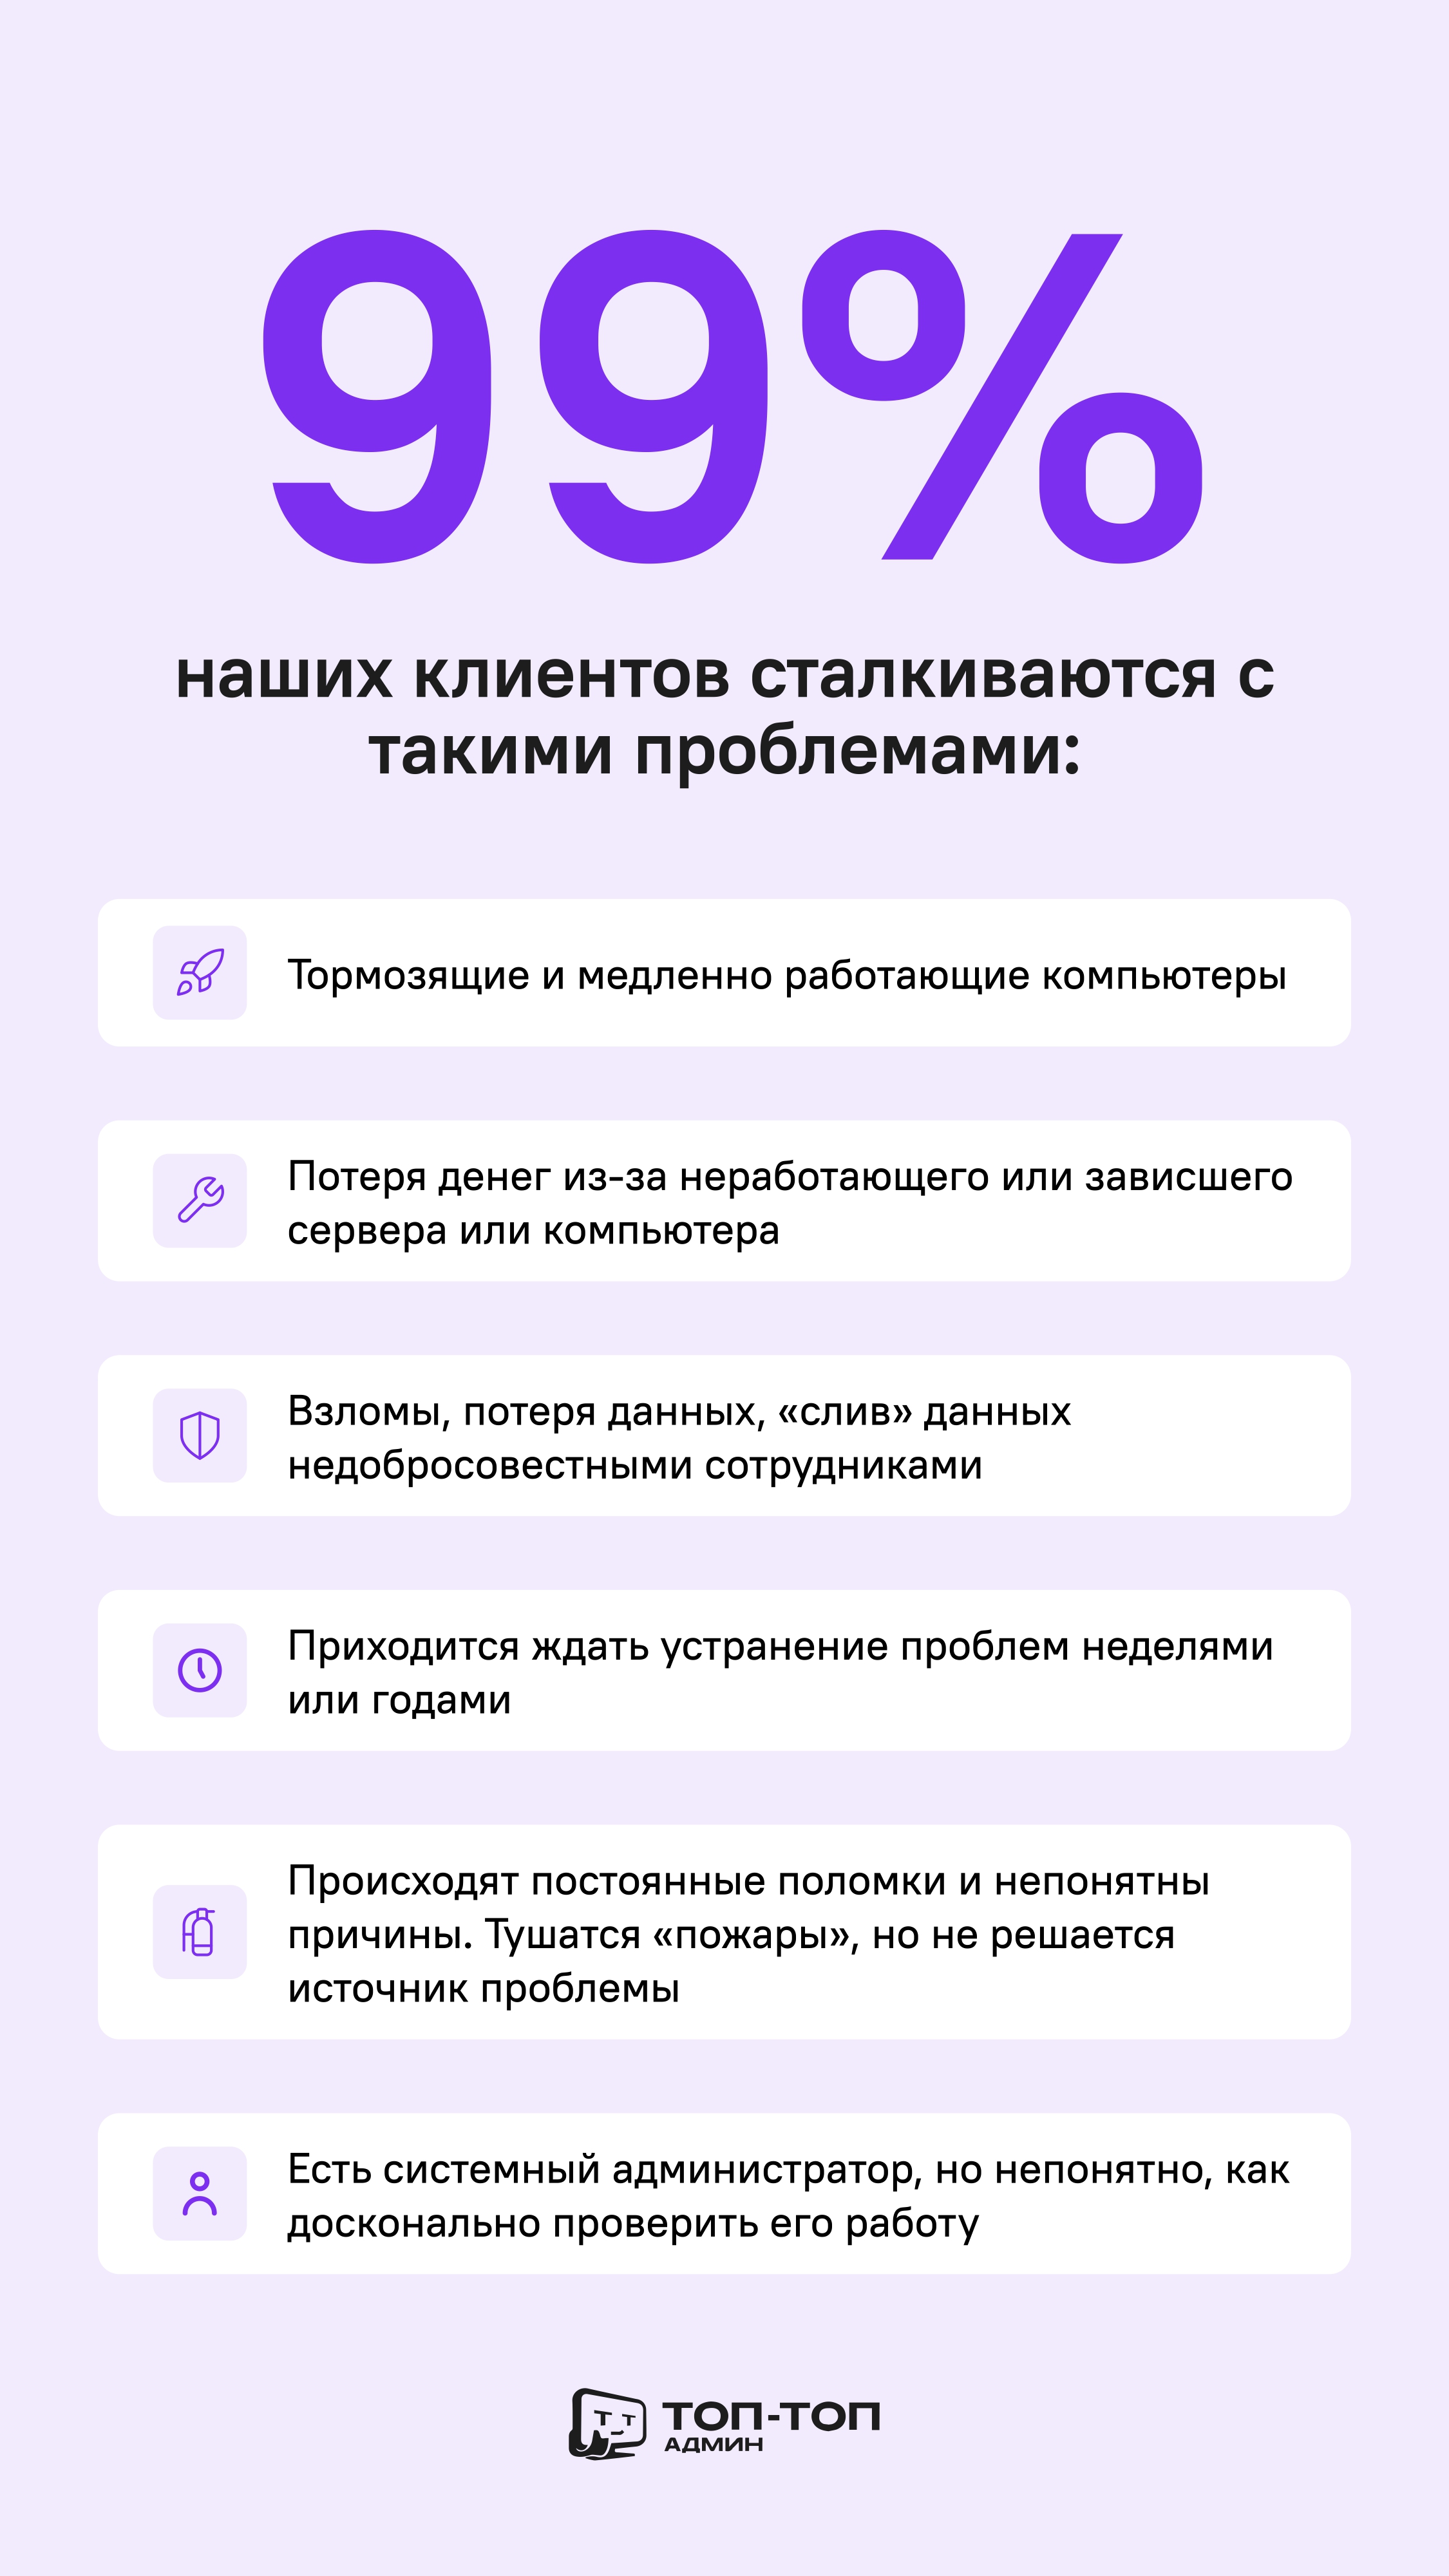 99%
наших клиентов сталкиваются с
такими проблемами:
Тормозящие и медленно работающие компьютеры
Потеря денег из-за неработающего или зависшего
сервера или компьютера
Взломы, потеря данных, «слив» данных
недобросовестными сотрудниками
Приходится ждать устранение проблем неделями
или годами
Происходят постоянные поломки и непонятны
причины. Тушатся «пожары», но не решается
источник проблемы
Есть системный администратор, но непонятно, как
досконально проверить его работу
ТОП-ТОП
АДМИН